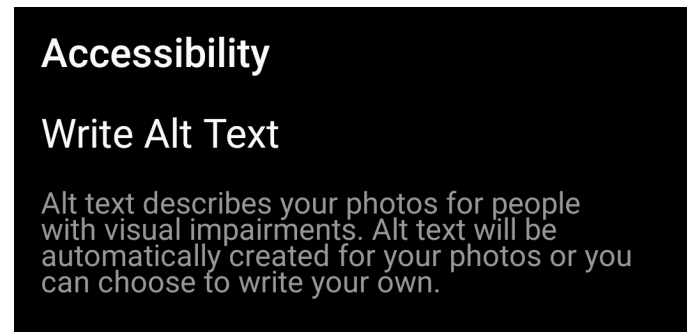 Accessibility
Write Alt Text
Alt text describes your photos for people
with visual impairments. Alt text will be
automatically created for your photos or you
can choose to write your own.